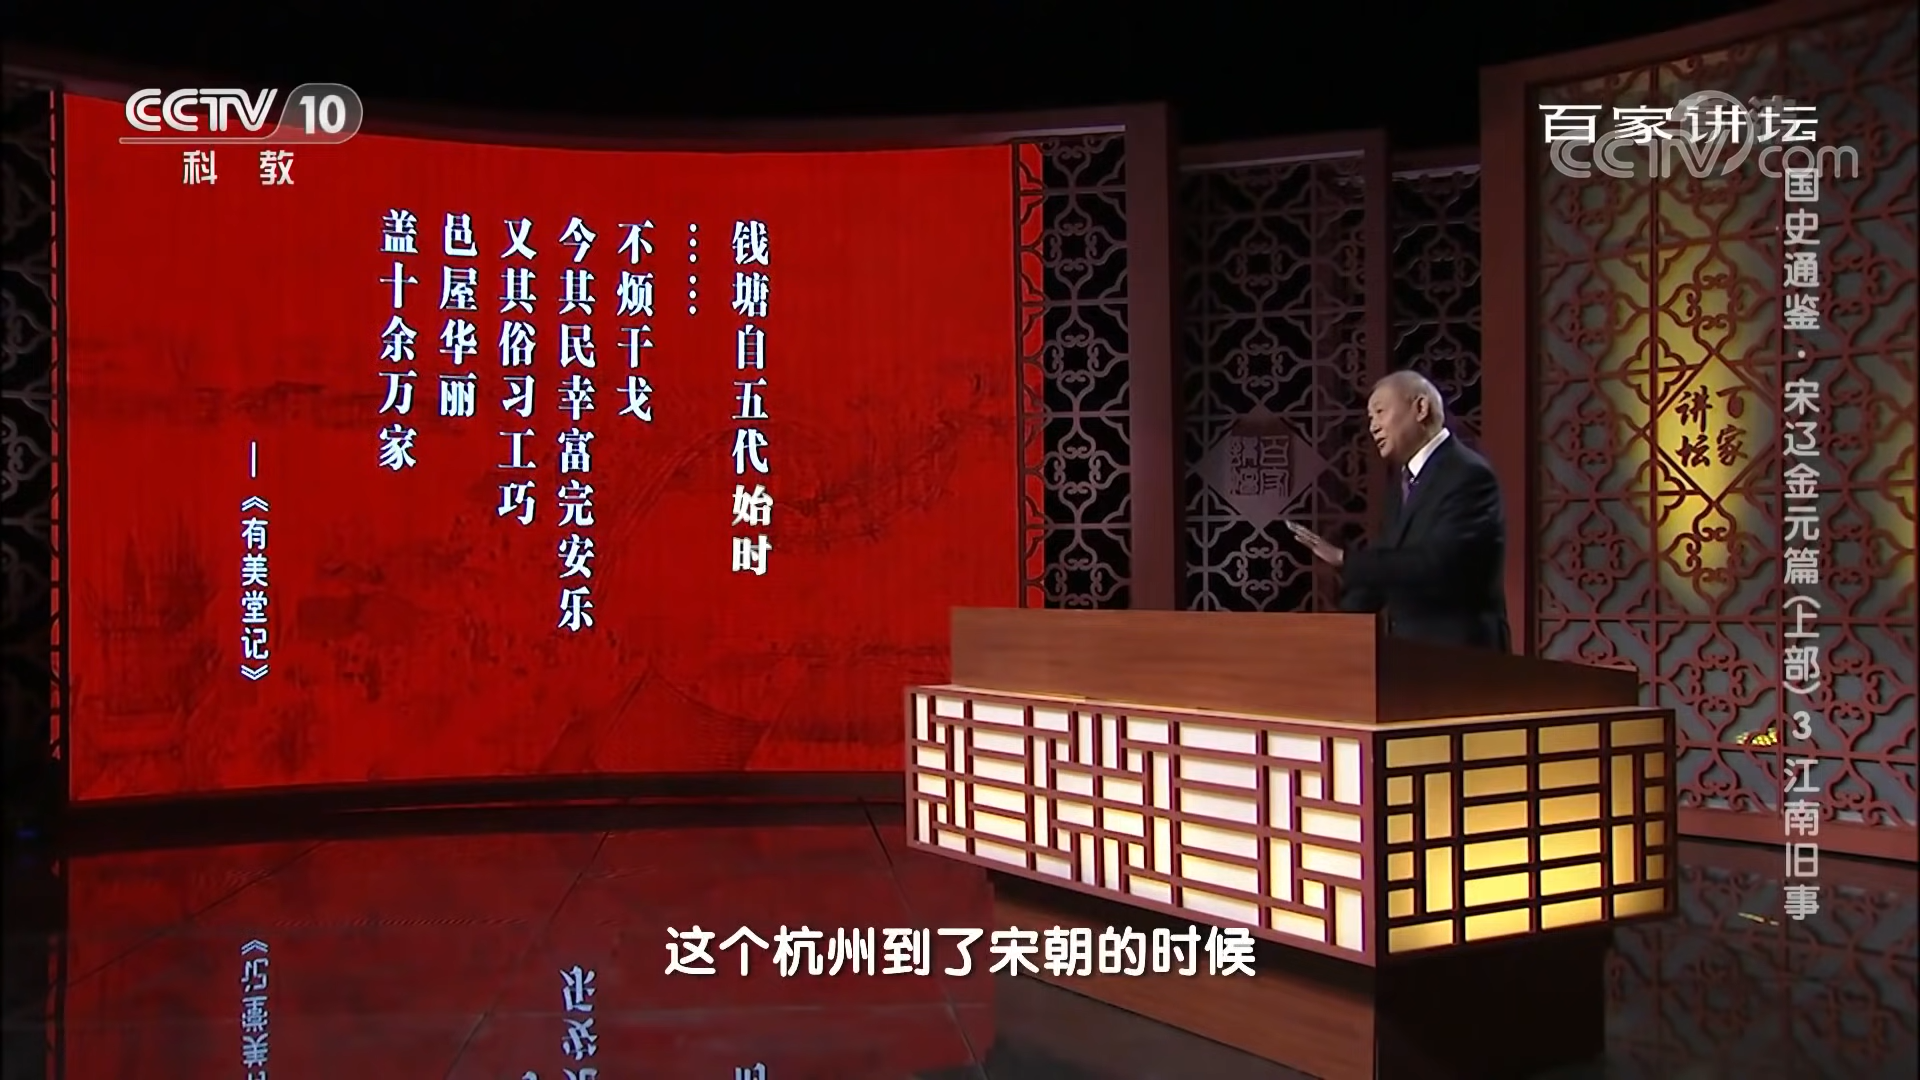 CCTV 10
科 教
百家讲坛
CCTV.com
国史通鉴·宋辽金元篇(上部)3 江南旧事
钱塘自五代始时
……
不烦干戈
今其民幸富完安乐
又其俗习工巧
邑屋华丽
盖十余万家
—《有美堂记》
百家
讲坛
这个杭州到了宋朝的时候